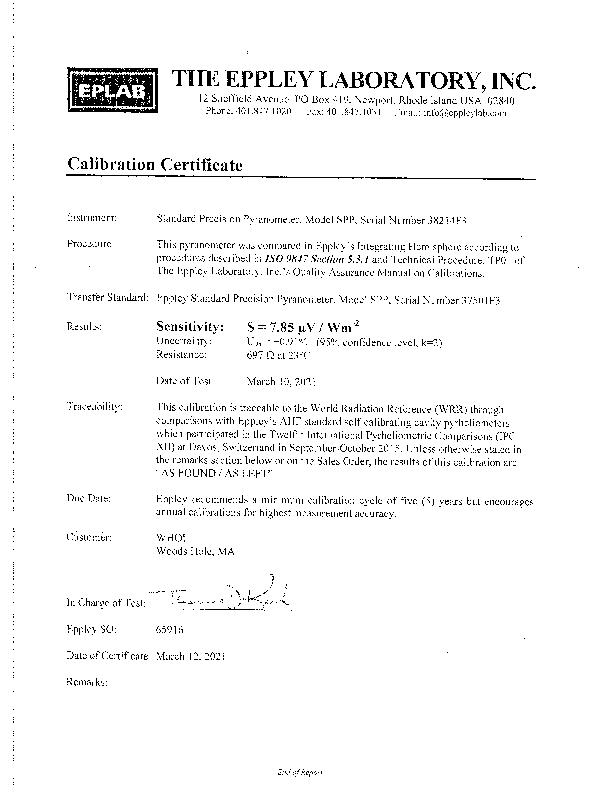 EPLAB
THE EPPLEY LABORATORY, INC.
12 Sheffield Avenue, PO Box 419, Newport, Rhode Island USA 02840
Phone: 401.847.1020 Fax: 401.847.1031 Email: info@eppleylab.com
Calibration Certificate
Instrument: Standard Precision Pyranometer, Model SPP, Serial Number
Procedure: This pyranometer was compared in Eppley's Integrating Hemisphere according to
procedures described in ISO 9847 Section 5.3.1 and Technical Procedure, of
The Eppley Laboratory, Inc.'s Quality Assurance Manual on Calibrations.
Transfer Standard: Eppley Standard Precision Pyranometer, Model SPP, Serial Number
Results: Sensitivity: S = 7.85 µV / Wm-2
Uncertainty: (95% confidence level, k=2)
Resistance: 697 Ω at 23°C
Date of Test: March 10, 2021
Traceability: This calibration is traceable to the World Radiation Reference (WRR) through
comparisons with Eppley's AHF standard self calibrating cavity pyrheliometers
which participated in the Twelfth International Pyrheliometric Comparisons (IPC
XII) at Davos, Switzerland in September-October 2015. Unless otherwise stated in
the remarks section below or on the Sales Order, the results of this calibration are
"AS FOUND / AS LEFT".
Due Date: Eppley recommends a minimum calibration cycle of five (5) years but encourages
annual calibrations for highest measurement accuracy.
Customer: WHOI
Woods Hole, MA
In Charge of Test:
Eppley SO: 65916
Date of Certificate: March 12, 2021
Remarks:
End of Report